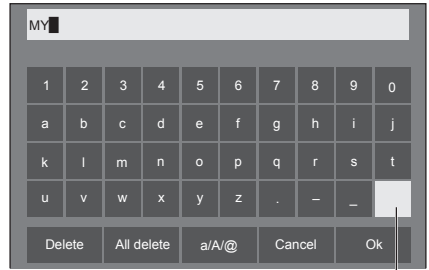 MY
1 2 3 4 5 6 7 8 9 0
a b c d e f g h i j
k l m n o p q r s t
u v w x y z . – _
Delete All delete a/A/@ Cancel Ok